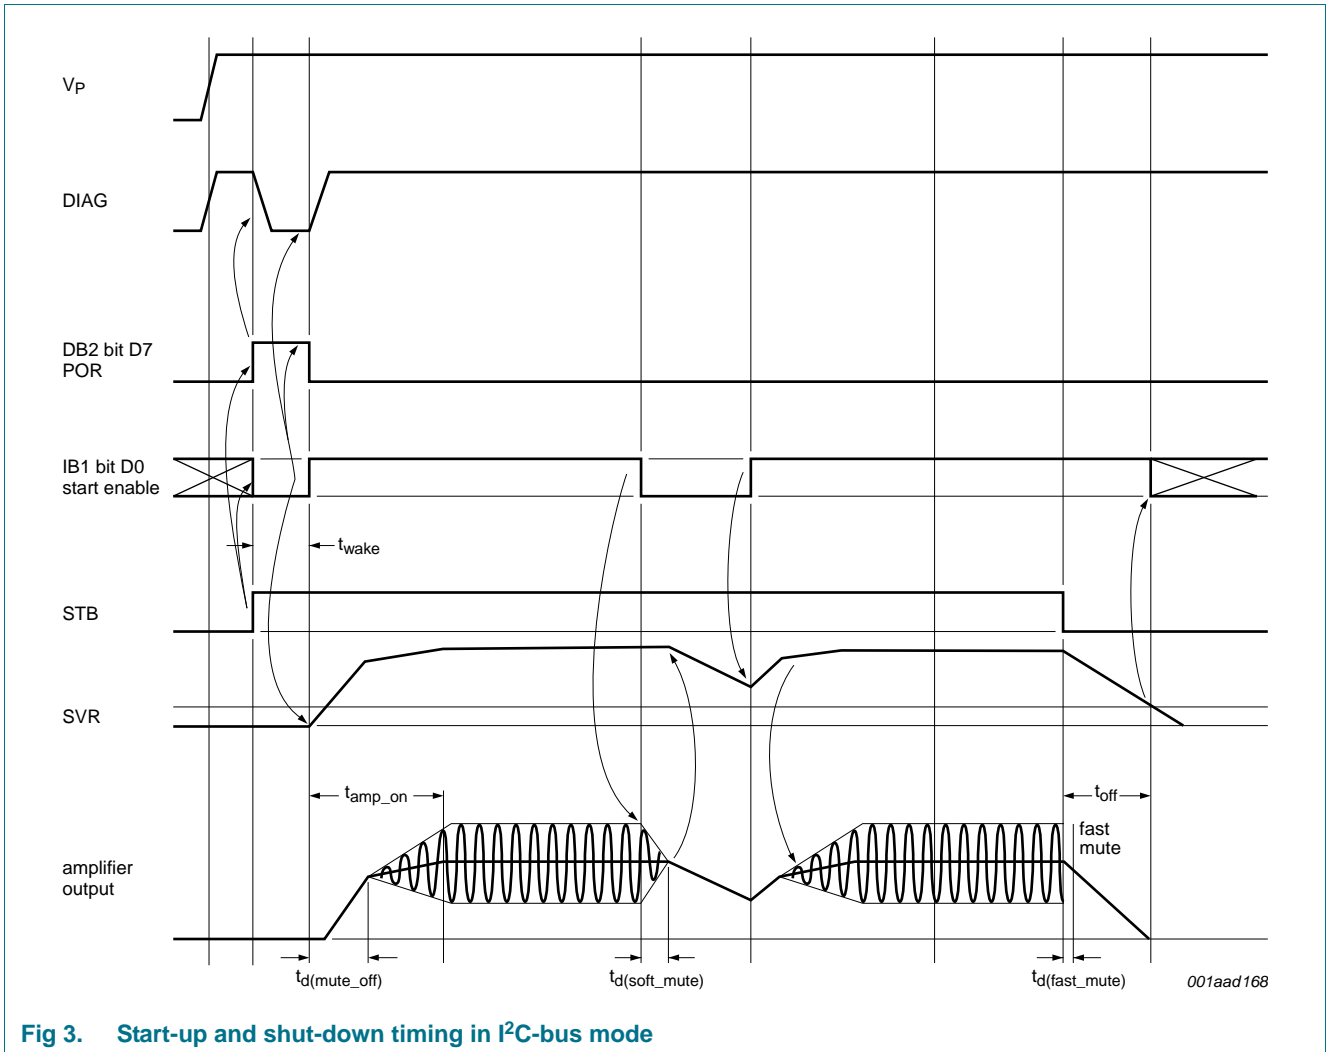 VP
DIAG
DB2 bit D7
POR
IB1 bit D0
start enable
twake
STB
SVR
tamp_on
toff
fast
mute
amplifier
output
td(mute_off)
td(soft_mute)
td(fast_mute)
001aad168
Fig 3. Start-up and shut-down timing in I²C-bus mode